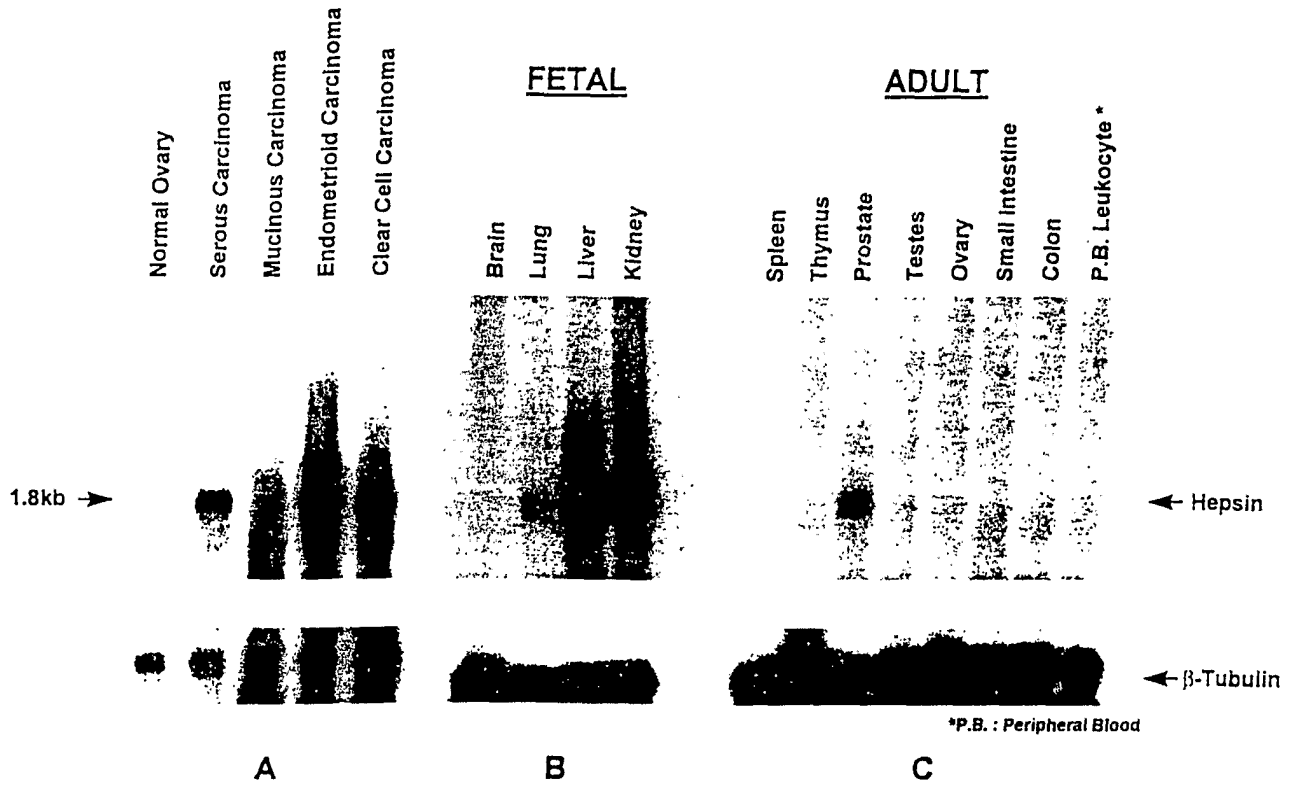 Normal Ovary
Serous Carcinoma
Mucinous Carcinoma
Endometrioid Carcinoma
Clear Cell Carcinoma
FETAL
Brain
Lung
Liver
Kidney
ADULT
Spleen
Thymus
Prostate
Testes
Ovary
Small Intestine
Colon
P.B. Leukocyte *
1.8kb
Hepsin
β-Tubulin
*P.B. : Peripheral Blood
A
B
C